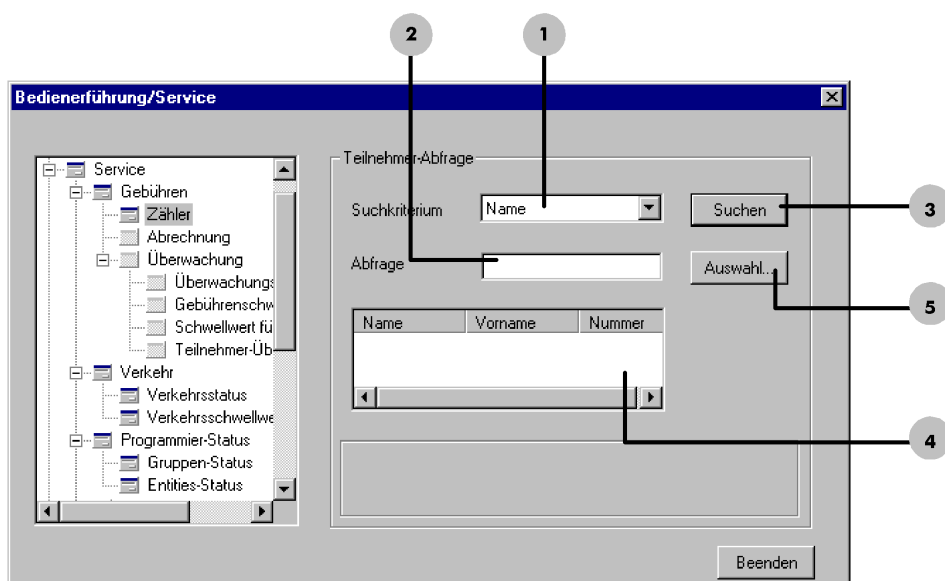 2 1
Bedienerführung/Service
Service
Gebühren
Zähler
Abrechnung
Überwachung
Überwachungs
Gebührenschw
Schwellwert fü
Teilnehmer-Üb
Verkehr
Verkehrsstatus
Verkehrsschwellwe
Programmier-Status
Gruppen-Status
Entities-Status
Teilnehmer-Abfrage
Suchkriterium Name Suchen 3
Abfrage Auswahl...
5
Name Vorname Nummer
4
Beenden